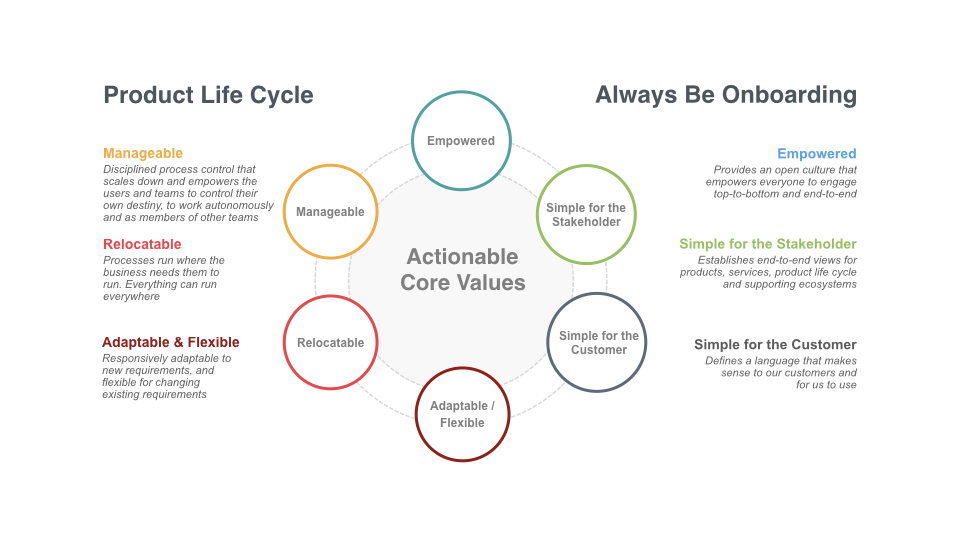 Product Life Cycle
Always Be Onboarding
Manageable
Disciplined process control that
scales down and empowers the
users and teams to control their
own destiny, to work autonomously
and as members of other teams
Relocatable
Processes run where the
business needs them to
run. Everything can run
everywhere
Adaptable & Flexible
Responsively adaptable to
new requirements, and
flexible for changing
existing requirements
Empowered
Manageable
Simple for the
Stakeholder
Actionable
Core Values
Relocatable
Simple for the
Customer
Adaptable /
Flexible
Empowered
Provides an open culture that
empowers everyone to engage
top-to-bottom and end-to-end
Simple for the Stakeholder
Establishes end-to-end views for
products, services, product life cycle
and supporting ecosystems
Simple for the Customer
Defines a language that makes
sense to our customers and
for us to use